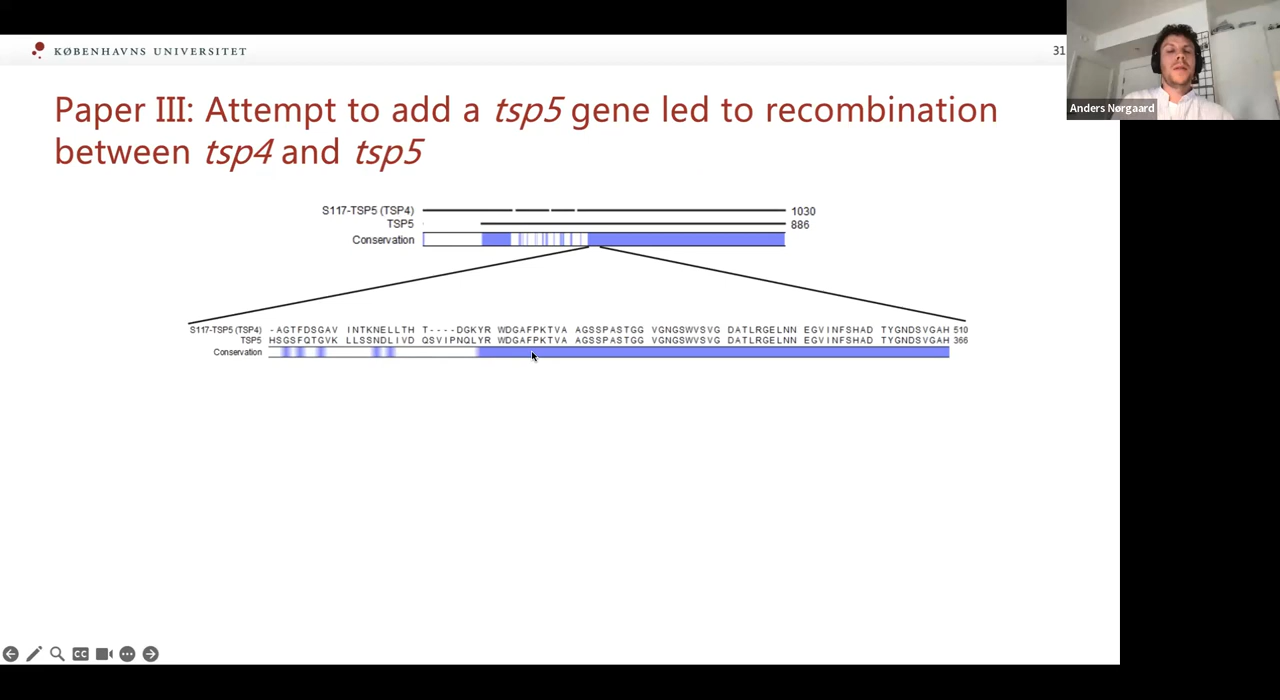 KØBENHAVNS UNIVERSITET
31
Anders Nørgaard
Paper III: Attempt to add a tsp5 gene led to recombination
between tsp4 and tsp5
S117-TSP5 (TSP4) 1030
TSP5 886
Conservation
S117-TSP5 (TSP4) -AGTFDSGAV INTKNELLTH T----DGKYR WDGAFPKTVA AGSSPASTGG VGNGSWVSVG DATLRGELNN EGVINFSHAD TYGNDSVGAH 510
TSP5 HSGSFQTGVK LLSSNDLIVD QSVIPNQLYR WDGAFPKTVA AGSSPASTGG VGNGSWVSVG DATLRGELNN EGVINFSHAD TYGNDSVGAH 366
Conservation
CC